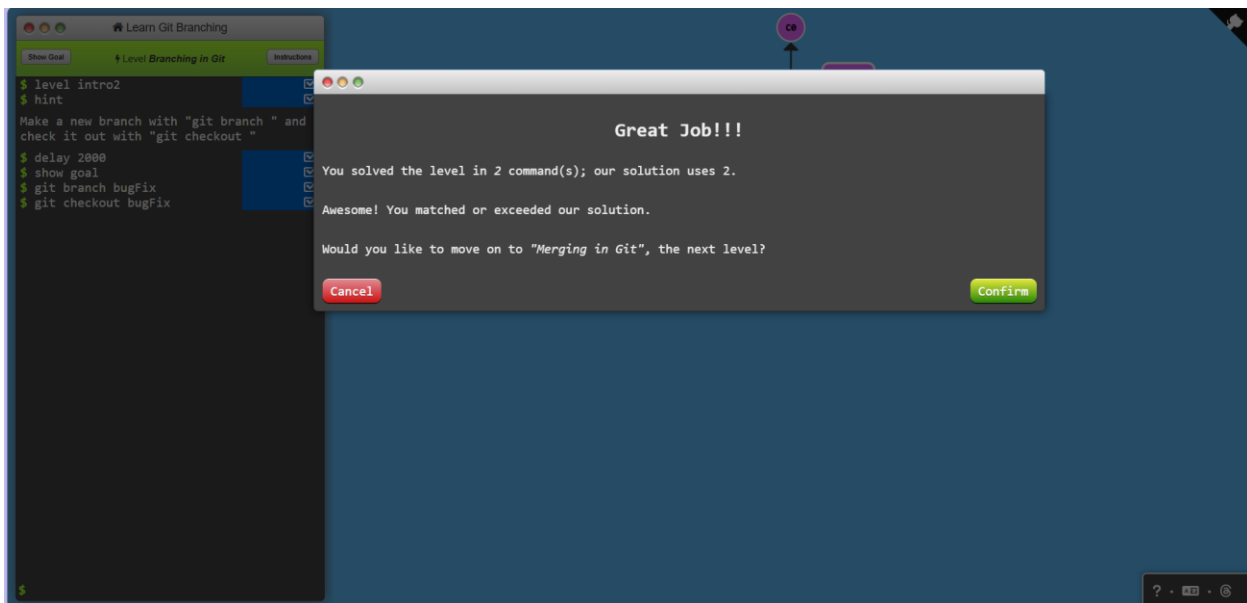 Learn Git Branching
Show Goal
Level Branching in Git
Instructions
$ level intro2
$ hint
Make a new branch with "git branch " and
check it out with "git checkout "
$ delay 2000
$ show goal
$ git branch bugFix
$ git checkout bugFix
$
c0
Great Job!!!
You solved the level in 2 command(s); our solution uses 2.
Awesome! You matched or exceeded our solution.
Would you like to move on to "Merging in Git", the next level?
Cancel
Confirm
?